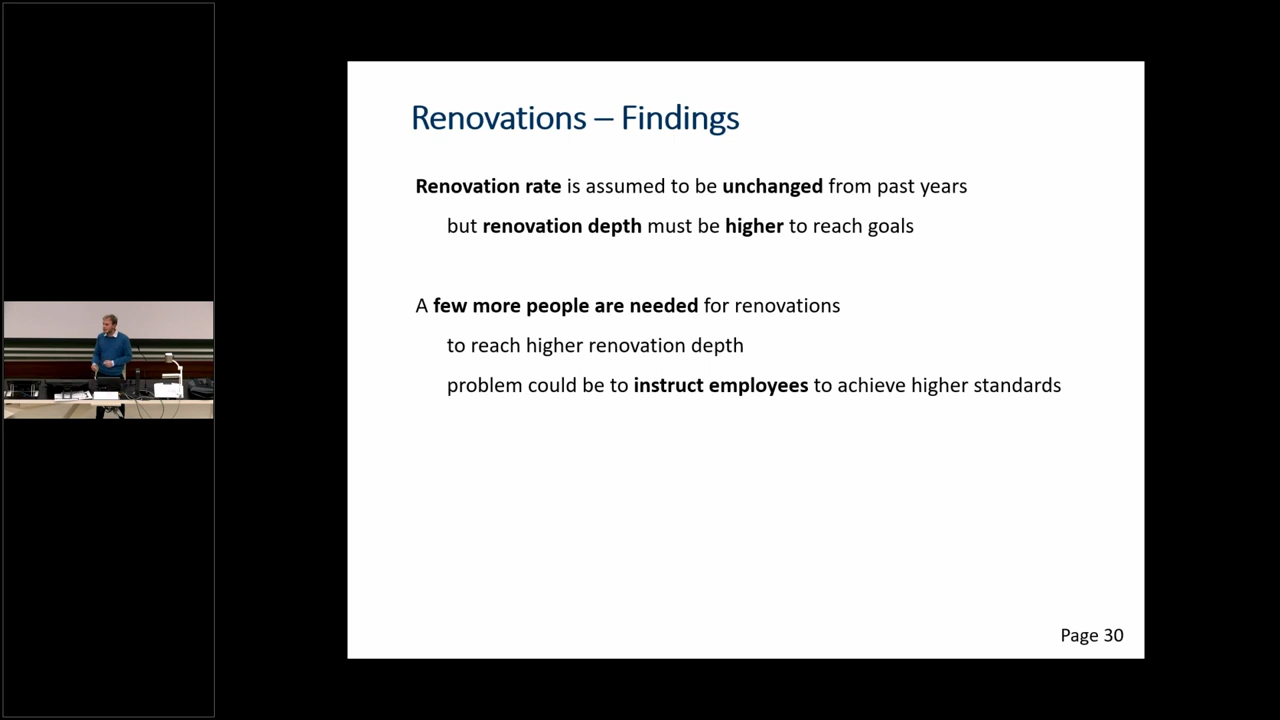 Renovations – Findings
Renovation rate is assumed to be unchanged from past years
but renovation depth must be higher to reach goals
A few more people are needed for renovations
to reach higher renovation depth
problem could be to instruct employees to achieve higher standards
Page 30